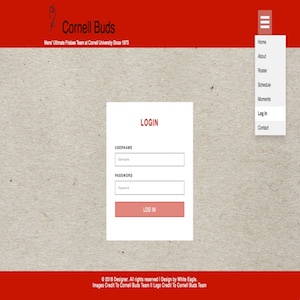 Cornell Buds
Mens' Ultimate Frisbee Team at Cornell University Since 1973
Home
About
Roster
Schedule
Moments
Log In
Contact
LOGIN
USERNAME
Username
PASSWORD
Password
LOG IN
© 2018 Designer. All rights reserved I Design by White Eagle.
Images Credit To Cornell Buds Team II Logo Credit To Cornell Buds Team